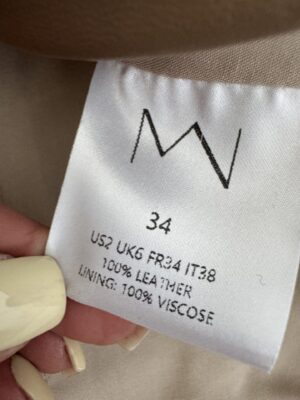 34
US2 UK6 FR34 IT38
100% LEATHER
LINING: 100% VISCOSE